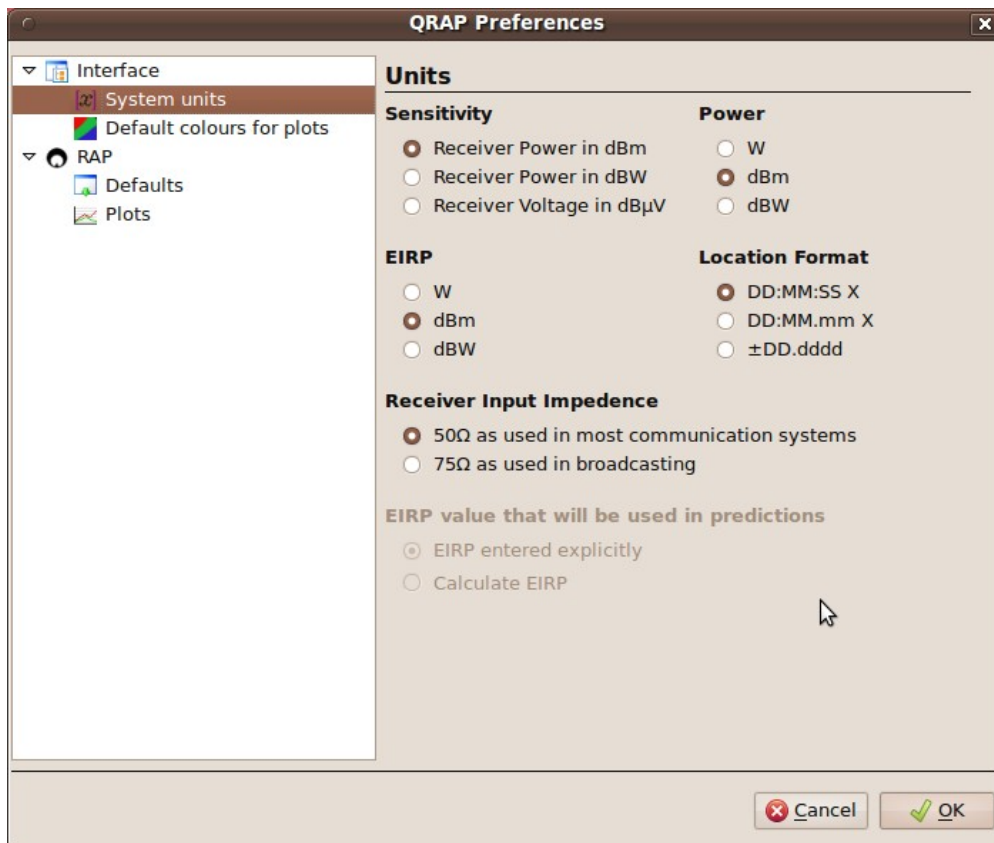 QRAP Preferences
Interface
[x] System units
Default colours for plots
RAP
Defaults
Plots
Units
Sensitivity
Receiver Power in dBm
Receiver Power in dBW
Receiver Voltage in dBµV
Power
W
dBm
dBW
EIRP
W
dBm
dBW
Location Format
DD:MM:SS X
DD:MM.mm X
±DD.dddd
Receiver Input Impedence
50Ω as used in most communication systems
75Ω as used in broadcasting
EIRP value that will be used in predictions
EIRP entered explicitly
Calculate EIRP
Cancel
OK